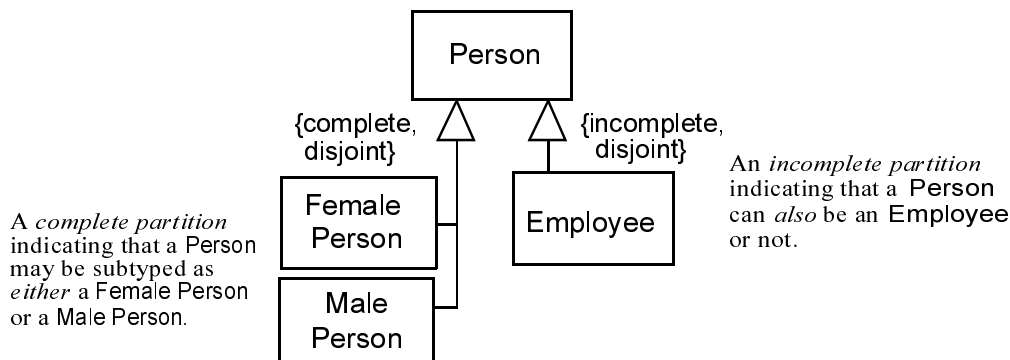 Person
{complete,
disjoint}
{incomplete,
disjoint}
Female
Person
Employee
Male
Person
A complete partition
indicating that a Person
may be subtyped as
either a Female Person
or a Male Person.
An incomplete partition
indicating that a Person
can also be an Employee
or not.